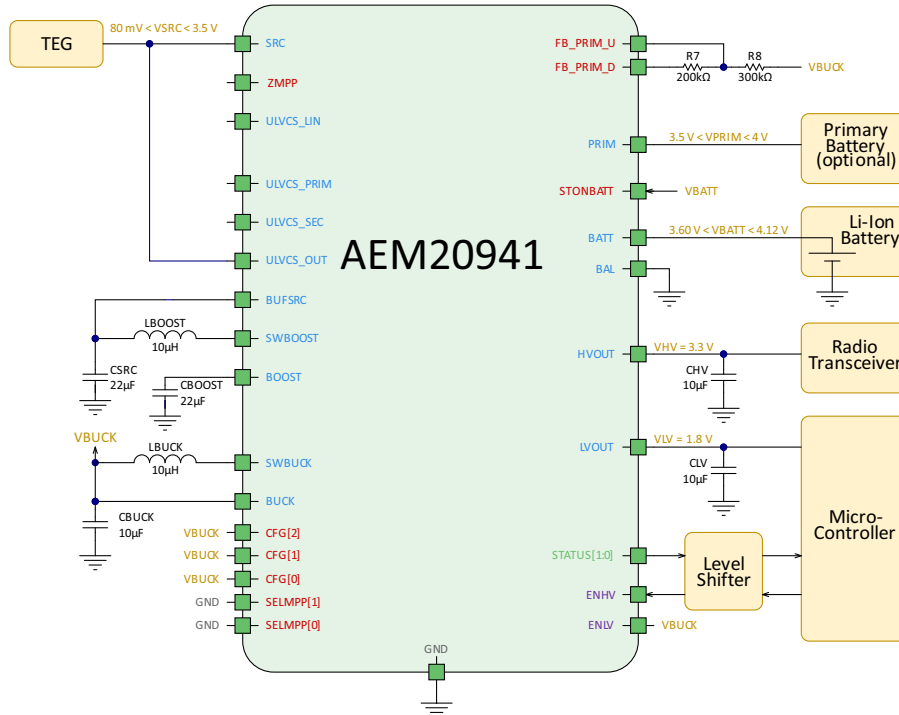 TEG
80 mV < VSRC < 3.5 V
SRC
ZMPP
ULVCS_LIN
ULVCS_PRIM
ULVCS_SEC
ULVCS_OUT
BUFSRC
LBOOST
10µH
SWBOOST
CSRC
22µF
CBOOST
22µF
BOOST
VBUCK
LBUCK
10µH
SWBUCK
BUCK
CBUCK
10µF
VBUCK
CFG[2]
VBUCK
CFG[1]
VBUCK
CFG[0]
GND
SELMPP[1]
GND
SELMPP[0]
AEM20941
GND
FB_PRIM_U
FB_PRIM_D
R7
200kΩ
R8
300kΩ
VBUCK
PRIM
3.5 V < VPRIM < 4 V
Primary
Battery
(optional)
STONBATT
VBATT
BATT
3.60 V < VBATT < 4.12 V
Li-Ion
Battery
BAL
HVOUT
VHV = 3.3 V
CHV
10µF
Radio
Transceiver
LVOUT
VLV = 1.8 V
CLV
10µF
Micro-
Controller
STATUS[1:0]
Level
Shifter
ENHV
ENLV
VBUCK